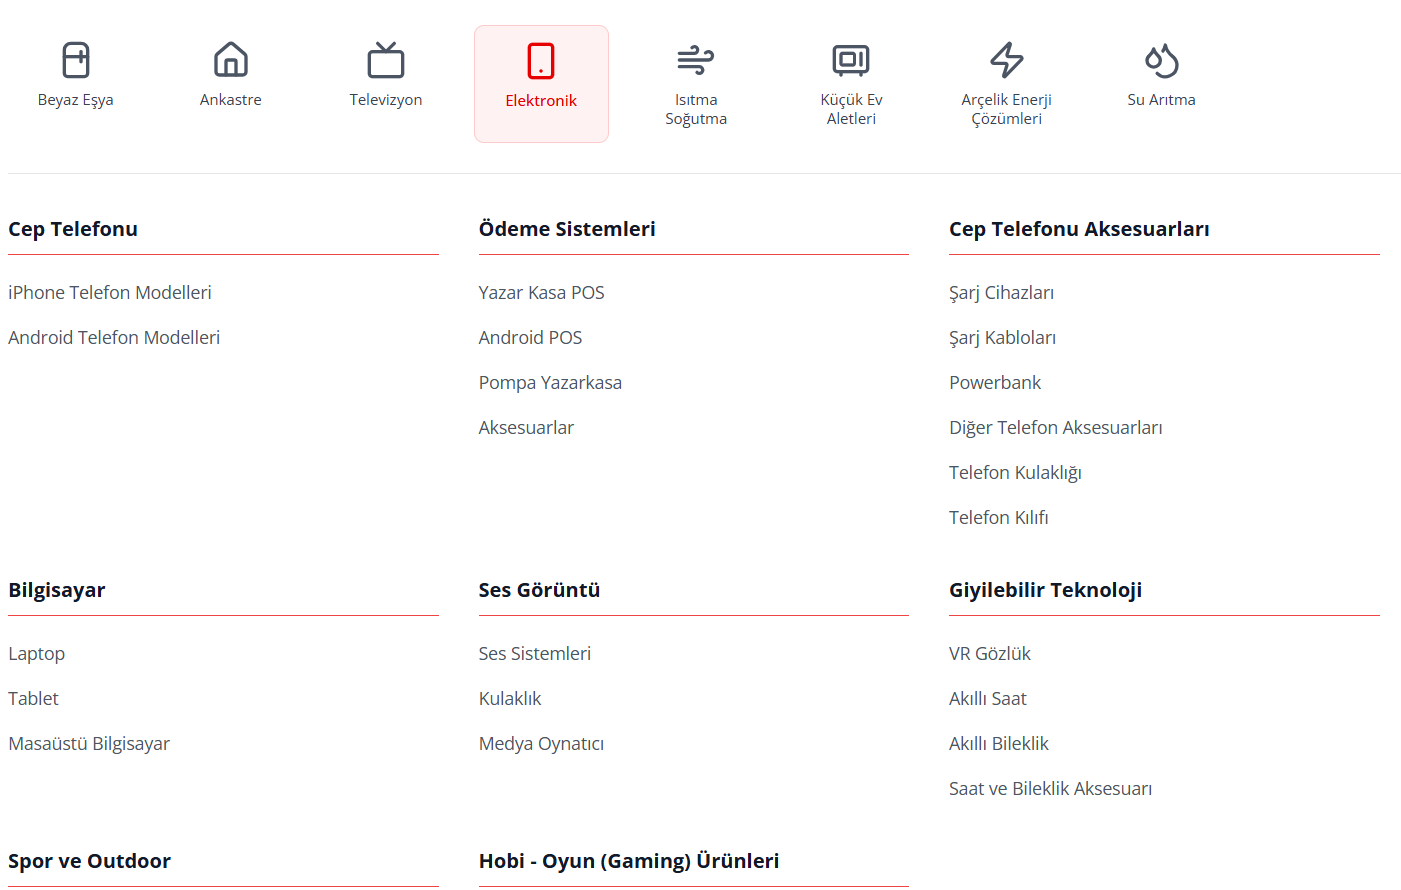 Beyaz Eşya
Ankastre
Televizyon
Elektronik
Isıtma
Soğutma
Küçük Ev
Aletleri
Arçelik Enerji
Çözümleri
Su Arıtma
Cep Telefonu
iPhone Telefon Modelleri
Android Telefon Modelleri
Ödeme Sistemleri
Yazar Kasa POS
Android POS
Pompa Yazarkasa
Aksesuarlar
Cep Telefonu Aksesuarları
Şarj Cihazları
Şarj Kabloları
Powerbank
Diğer Telefon Aksesuarları
Telefon Kulaklığı
Telefon Kılıfı
Bilgisayar
Laptop
Tablet
Masaüstü Bilgisayar
Ses Görüntü
Ses Sistemleri
Kulaklık
Medya Oynatıcı
Giyilebilir Teknoloji
VR Gözlük
Akıllı Saat
Akıllı Bileklik
Saat ve Bileklik Aksesuarı
Spor ve Outdoor
Hobi - Oyun (Gaming) Ürünleri